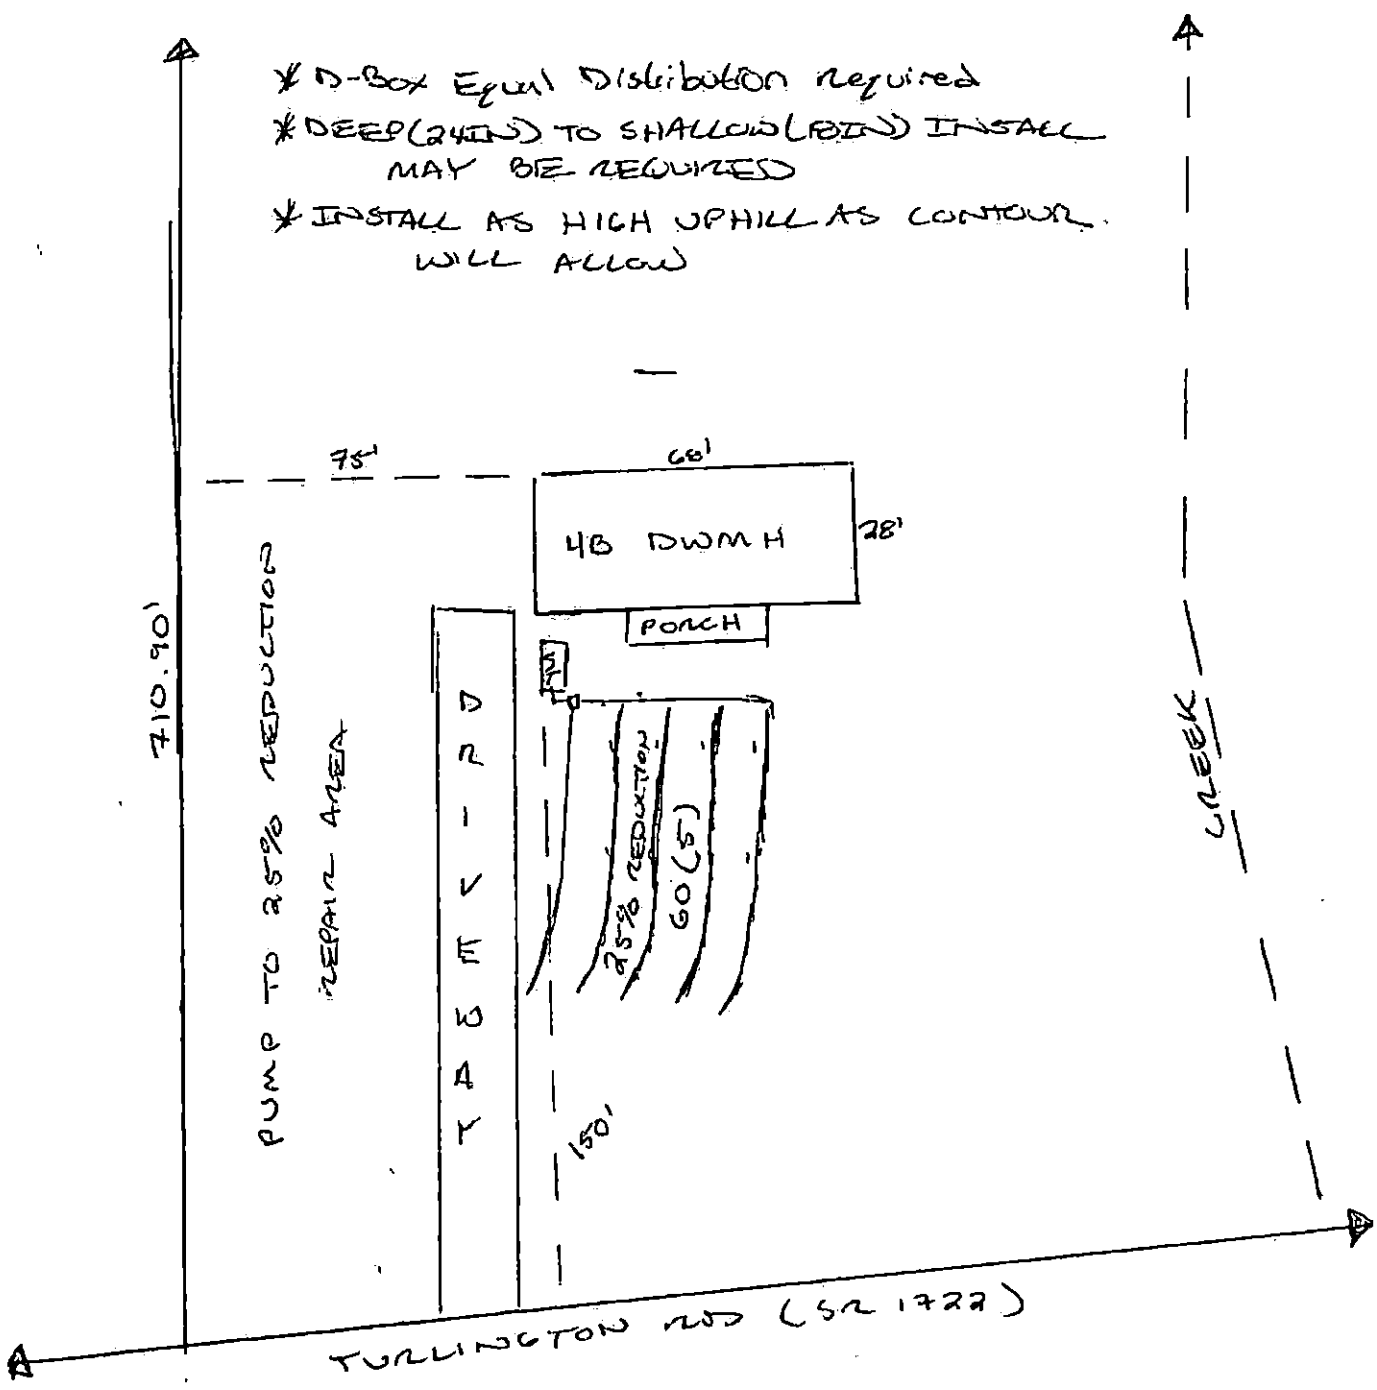 * D-Box Equal Distribution Required
* DEEP(24IN) TO SHALLOW(18IN) INSTALL
MAY BE REQUIRED
* INSTALL AS HIGH UPHILL AS CONTOUR
WILL ALLOW
75'
68'
4B DWMH
28'
PORCH
ST
710.90'
PUMP TO 25% REDUCTION
REPAIR AREA
DRIVEWAY
25% REDUCTION
60(5)
CREEK
150'
TURLINGTON RD (SR 1722)